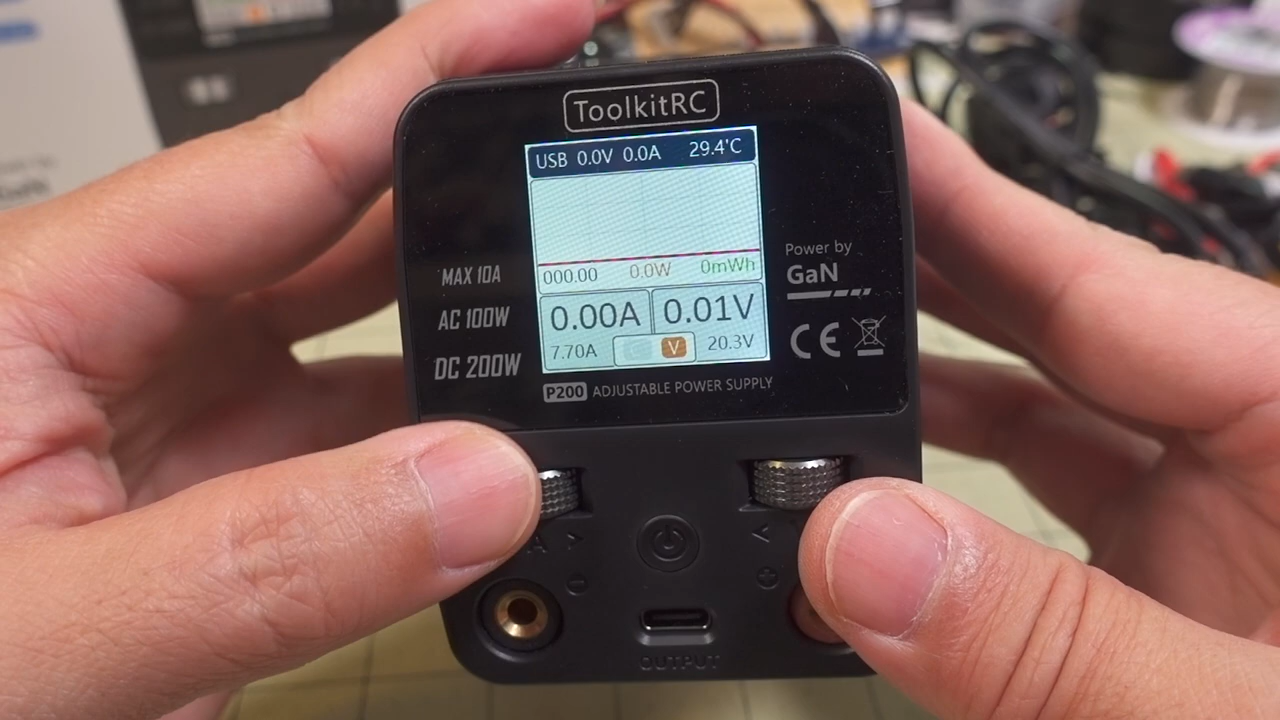 ToolkitRC
USB 0.0V 0.0A 29.4'C
000.00 0.0W 0mWh
0.00A 0.01V
7.70A V 20.3V
MAX 10A
AC 100W
DC 200W
Power by
GaN
CE
P200 ADJUSTABLE POWER SUPPLY
A > <
OUTPUT